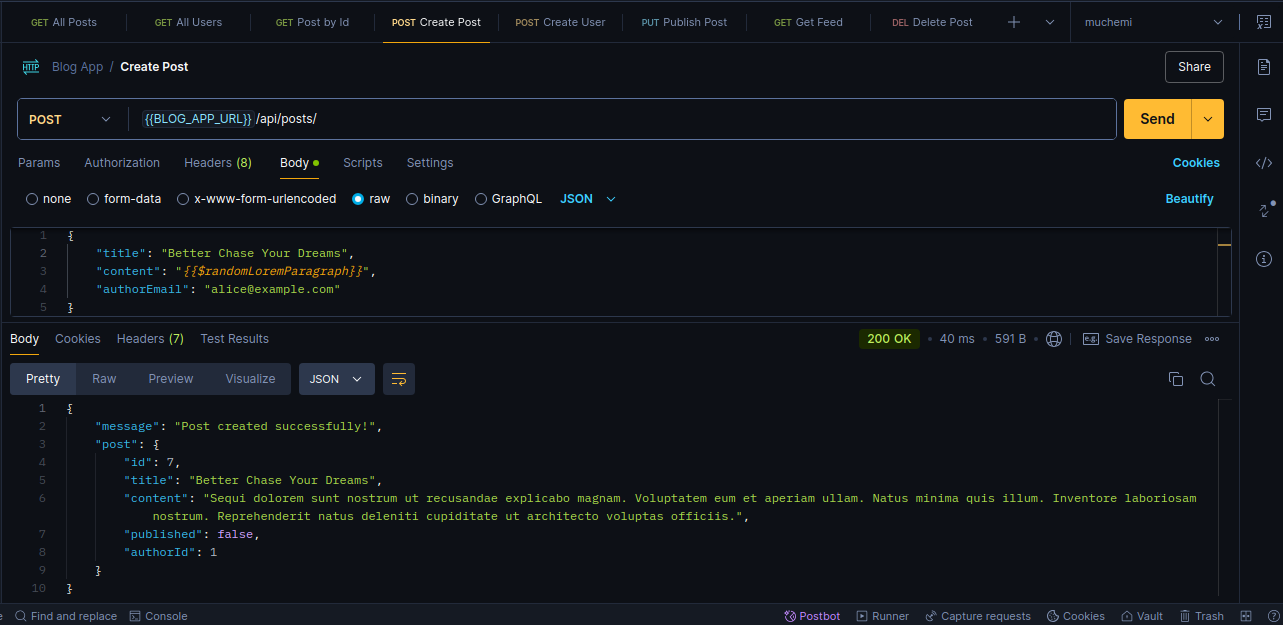 GET All Posts GET All Users GET Post by Id POST Create Post POST Create User PUT Publish Post GET Get Feed DEL Delete Post muchemi
HTTP Blog App / Create Post Share
POST {{BLOG_APP_URL}} /api/posts/ Send
Params Authorization Headers (8) Body Scripts Settings Cookies
none form-data x-www-form-urlencoded raw binary GraphQL JSON Beautify
1 {
2 "title": "Better Chase Your Dreams",
3 "content": "{{$randomLoremParagraph}}",
4 "authorEmail": "alice@example.com"
5 }
Body Cookies Headers (7) Test Results 200 OK • 40 ms • 591 B • e.g. Save Response
Pretty Raw Preview Visualize JSON
1 {
2 "message": "Post created successfully!",
3 "post": {
4 "id": 7,
5 "title": "Better Chase Your Dreams",
6 "content": "Sequi dolorem sunt nostrum ut recusandae explicabo magnam. Voluptatem eum et aperiam ullam. Natus minima quis illum. Inventore laboriosam
nostrum. Reprehenderit natus deleniti cupiditate ut architecto voluptas officiis.",
7 "published": false,
8 "authorId": 1
9 }
10 }
Find and replace Console Postbot Runner Capture requests Cookies Vault Trash